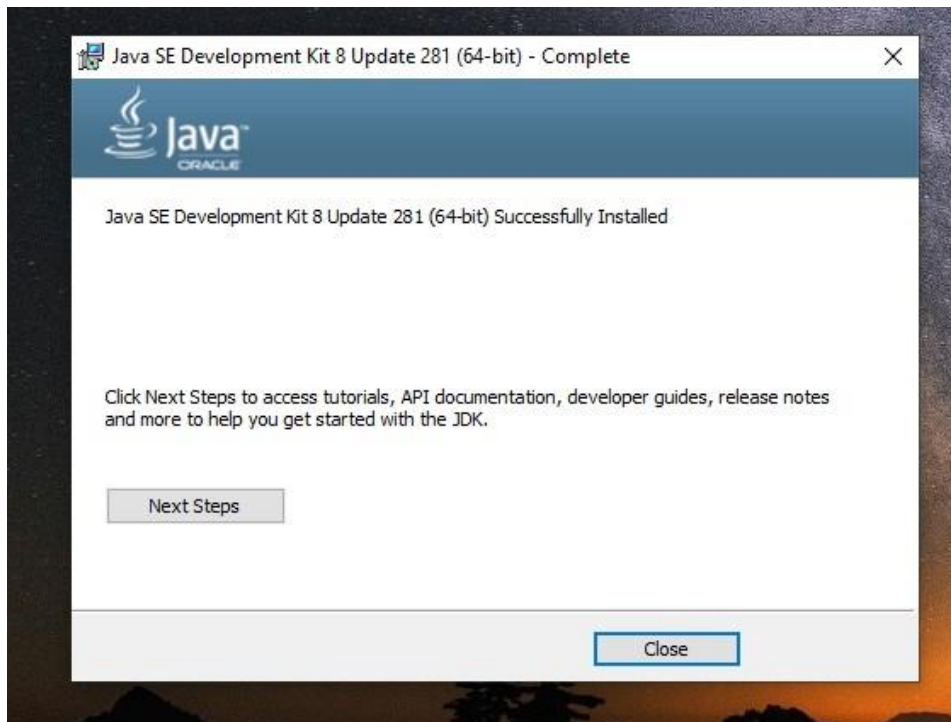 Java SE Development Kit 8 Update 281 (64-bit) - Complete
Java™
ORACLE
Java SE Development Kit 8 Update 281 (64-bit) Successfully Installed
Click Next Steps to access tutorials, API documentation, developer guides, release notes
and more to help you get started with the JDK.
Next Steps
Close